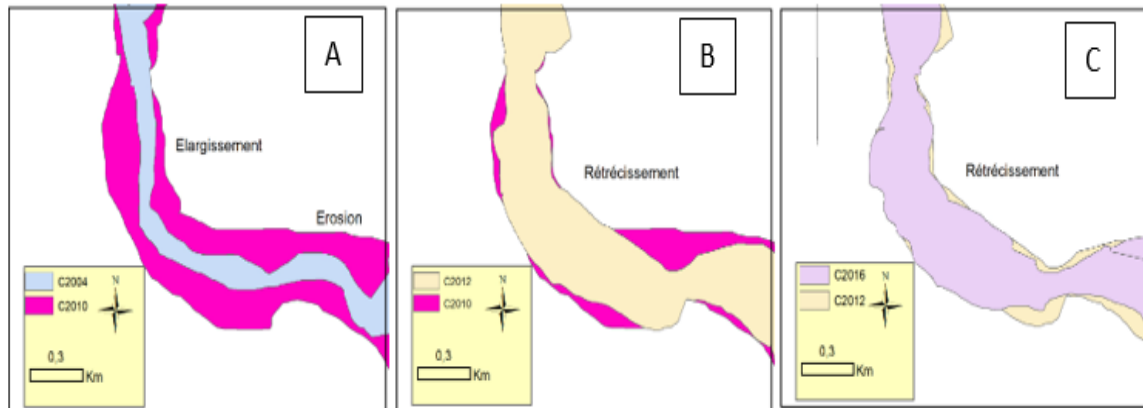 A
Elargissement
Erosion
C2004
C2010
N
0,3
Km
B
Rétrécissement
C2012
C2010
N
0,3
Km
C
Rétrécissement
C2016
C2012
N
0,3
Km